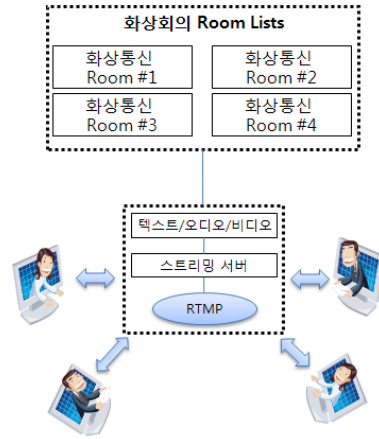 화상회의 Room Lists
화상통신
Room #1
화상통신
Room #2
화상통신
Room #3
화상통신
Room #4
텍스트/오디오/비디오
스트리밍 서버
RTMP